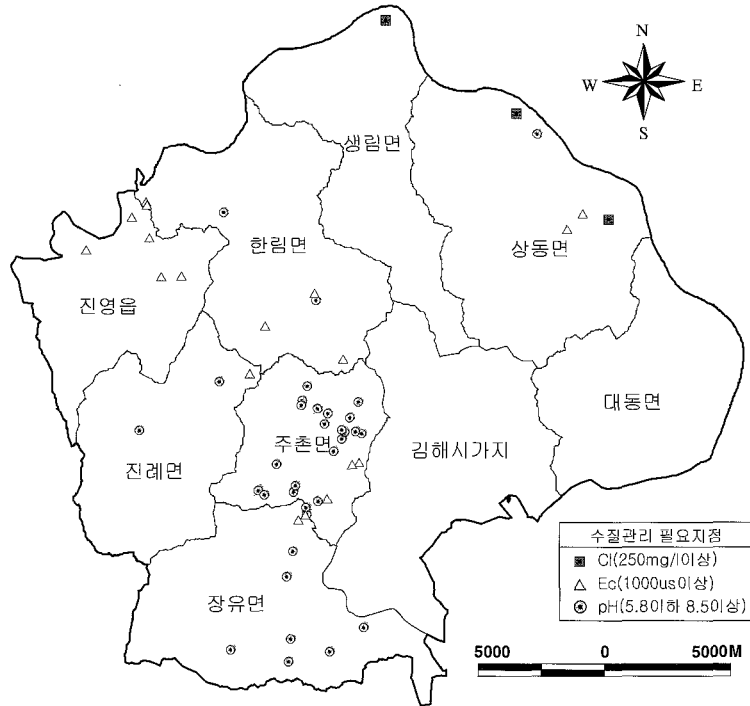 N
W
E
S
생림면
한림면
상동면
진영읍
대동면
주촌면
김해시가지
진례면
장유면
수질관리 필요지점
Cl(250mg/l이상)
Ec(1000us이상)
pH(5.8이하 8.5이상)
5000 0 5000M